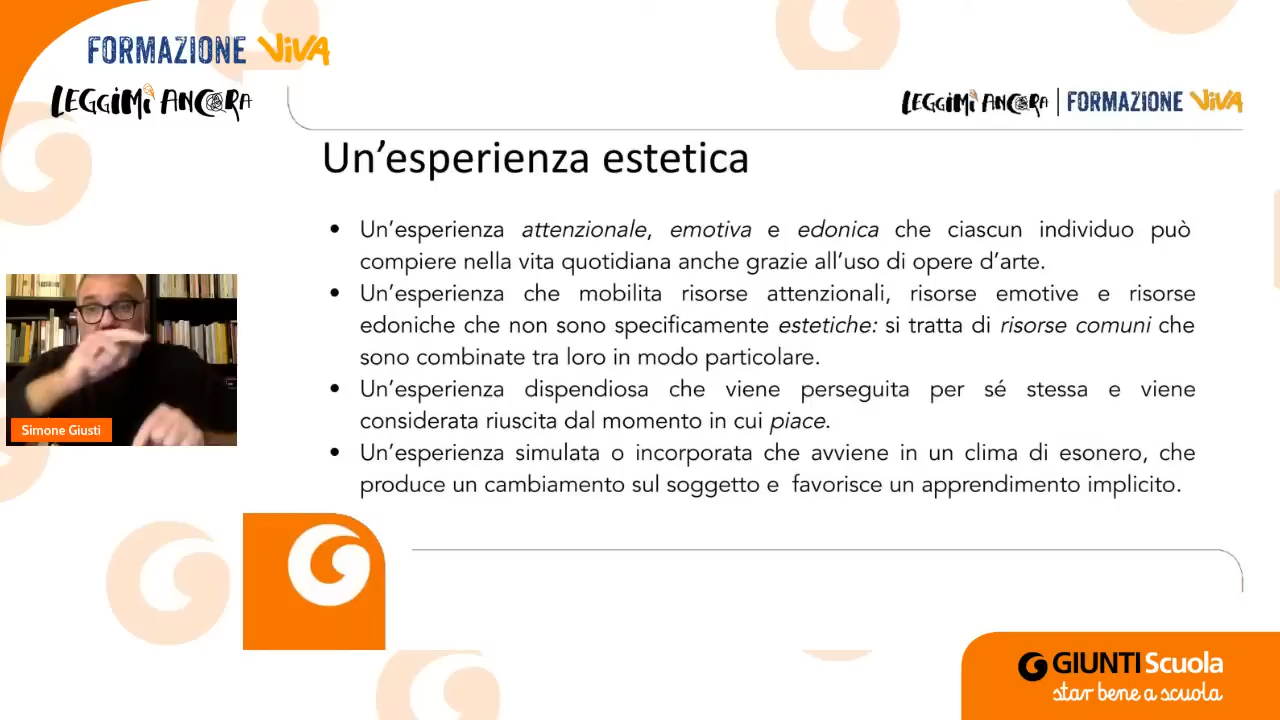 FORMAZIONE VIVA
LEGGIMI ANCORA
LEGGIMI ANCORA | FORMAZIONE VIVA
Un’esperienza estetica
• Un’esperienza attenzionale, emotiva e edonica che ciascun individuo può
compiere nella vita quotidiana anche grazie all’uso di opere d’arte.
• Un’esperienza che mobilita risorse attenzionali, risorse emotive e risorse
edoniche che non sono specificamente estetiche: si tratta di risorse comuni che
sono combinate tra loro in modo particolare.
• Un’esperienza dispendiosa che viene perseguita per sé stessa e viene
considerata riuscita dal momento in cui piace.
• Un’esperienza simulata o incorporata che avviene in un clima di esonero, che
produce un cambiamento sul soggetto e favorisce un apprendimento implicito.
Simone Giusti
GIUNTI Scuola
star bene a scuola